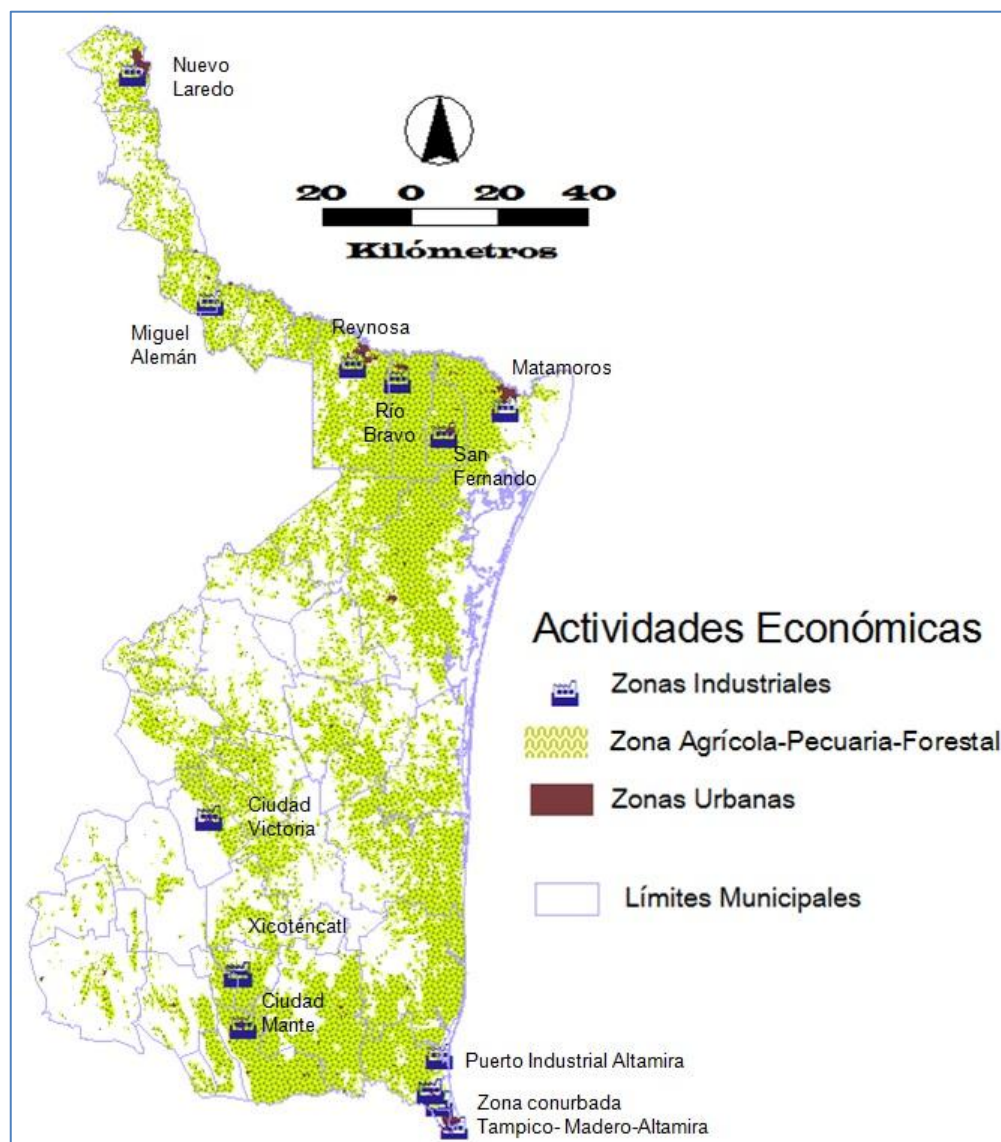 Nuevo
Laredo
20 0 20 40
Kilómetros
Miguel
Alemán
Reynosa
Matamoros
Río
Bravo
San
Fernando
Actividades Económicas
Zonas Industriales
Zona Agrícola-Pecuaria-Forestal
Zonas Urbanas
Límites Municipales
Ciudad
Victoria
Xicoténcatl
Ciudad
Mante
Puerto Industrial Altamira
Zona conurbada
Tampico- Madero-Altamira